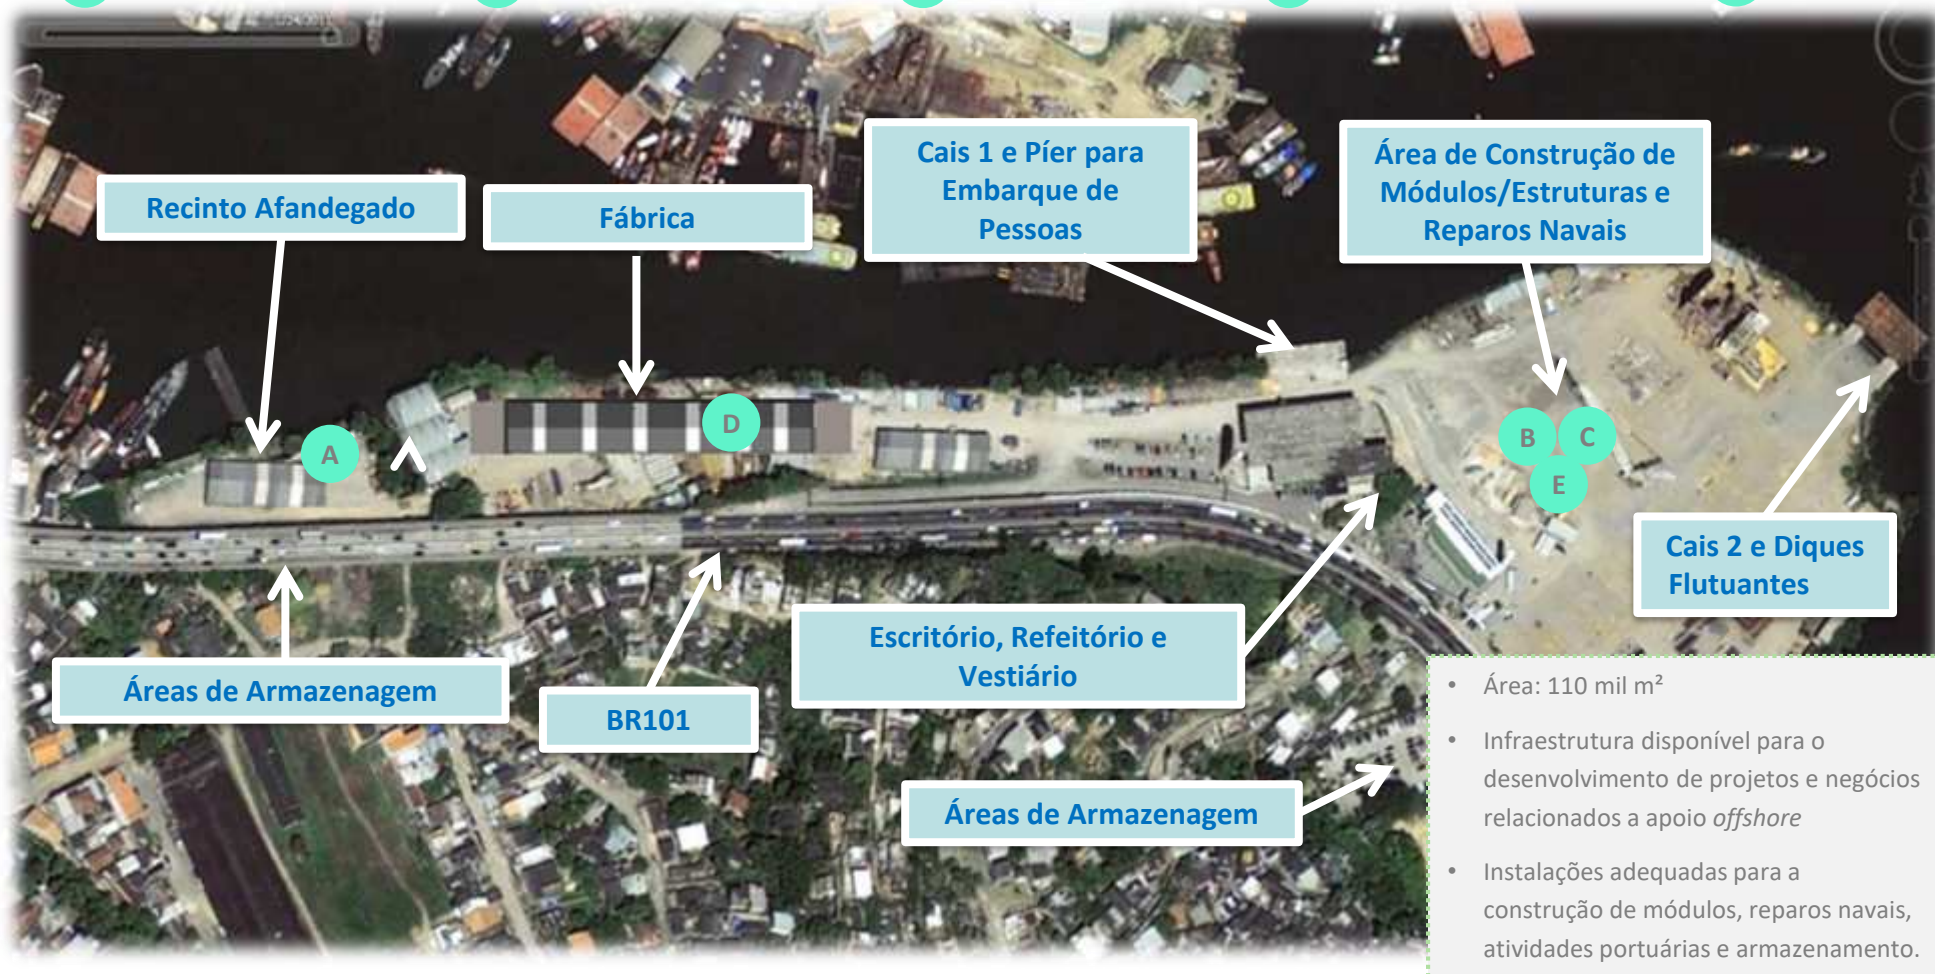 1/24/2011
Recinto Afandegado
Fábrica
Cais 1 e Píer para
Embarque de
Pessoas
Área de Construção de
Módulos/Estruturas e
Reparos Navais
A
D
B
C
E
Cais 2 e Diques
Flutuantes
Escritório, Refeitório e
Vestiário
Áreas de Armazenagem
BR101
Áreas de Armazenagem
• Área: 110 mil m²
• Infraestrutura disponível para o
desenvolvimento de projetos e negócios
relacionados a apoio offshore
• Instalações adequadas para a
construção de módulos, reparos navais,
atividades portuárias e armazenamento.